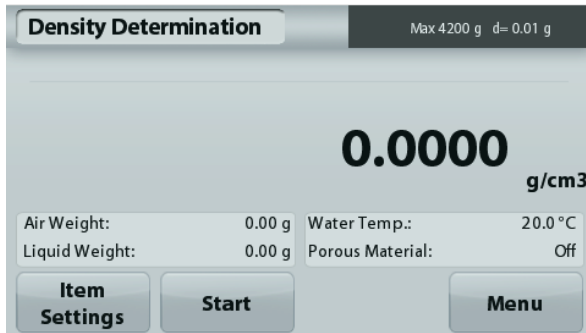 Density Determination
Max 4200 g d= 0.01 g
0.0000
g/cm3
Air Weight: 0.00 g Water Temp.: 20.0 °C
Liquid Weight: 0.00 g Porous Material: Off
Item
Settings
Start
Menu